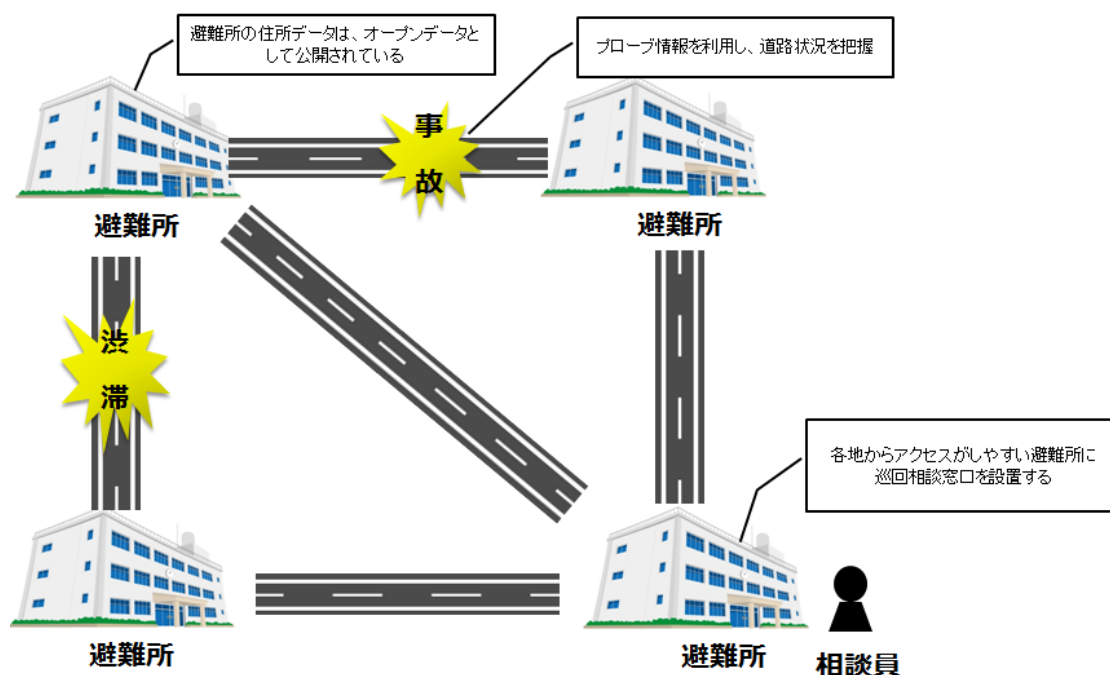 避難所の住所データは、オープンデータと
して公開されている
プローブ情報を利用し、道路状況を把握
事
故
避難所
避難所
渋
滞
各地からアクセスがしやすい避難所に
巡回相談窓口を設置する
避難所
避難所
相談員